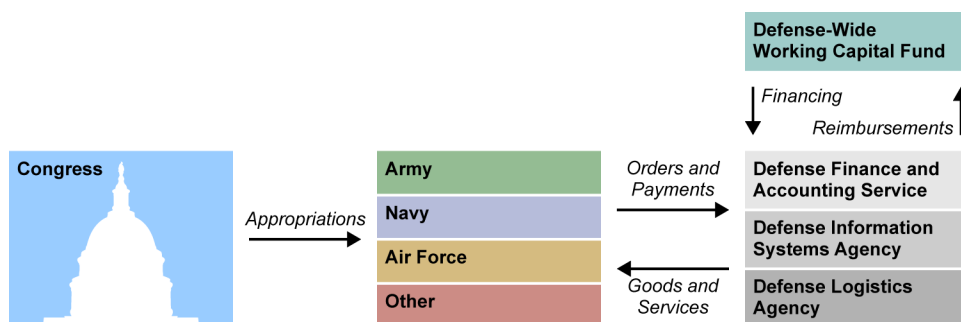 Defense-Wide
Working Capital Fund
Financing
Reimbursements
Congress
Appropriations
Army
Navy
Air Force
Other
Orders and
Payments
Goods and
Services
Defense Finance and
Accounting Service
Defense Information
Systems Agency
Defense Logistics
Agency